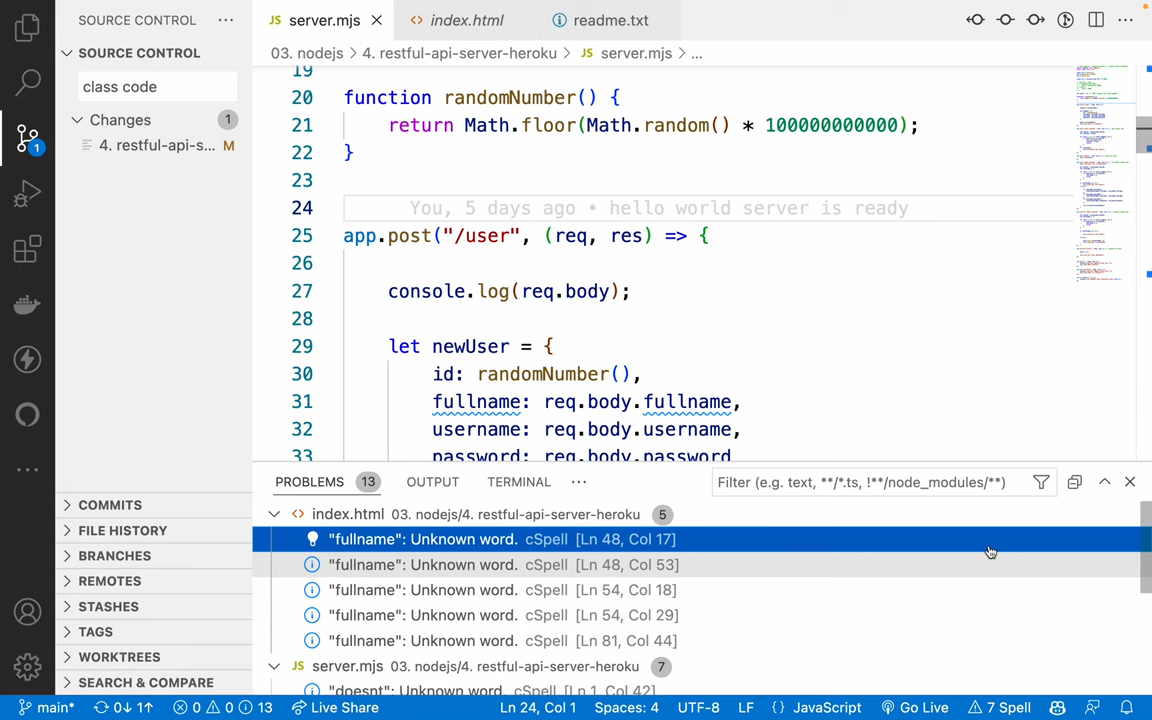 SOURCE CONTROL ...
JS server.mjs
<> index.html
readme.txt
SOURCE CONTROL
03. nodejs > 4. restful-api-server-heroku > JS server.mjs > ...
class code
Changes 1
4. restful-api-s... M
19
20 function randomNumber() {
21 return Math.floor(Math.random() * 100000000000);
22 }
23
24 You, 5 days ago • hello world server is ready
25 app.post("/user", (req, res) => {
26
27 console.log(req.body);
28
29 let newUser = {
30 id: randomNumber(),
31 fullname: req.body.fullname,
32 username: req.body.username,
33 password: req.body.password
1
COMMITS
FILE HISTORY
BRANCHES
REMOTES
STASHES
TAGS
WORKTREES
SEARCH & COMPARE
PROBLEMS 13 OUTPUT TERMINAL ...
Filter (e.g. text, **/*.ts, !**/node_modules/**)
<> index.html 03. nodejs/4. restful-api-server-heroku 5
"fullname": Unknown word. cSpell [Ln 48, Col 17]
"fullname": Unknown word. cSpell [Ln 48, Col 53]
"fullname": Unknown word. cSpell [Ln 54, Col 18]
"fullname": Unknown word. cSpell [Ln 54, Col 29]
"fullname": Unknown word. cSpell [Ln 81, Col 44]
JS server.mjs 03. nodejs/4. restful-api-server-heroku 7
"doesnt": Unknown word. cSpell [Ln 1, Col 42]
main* 0↓ 1↑ 0 0 13 Live Share Ln 24, Col 1 Spaces: 4 UTF-8 LF {} JavaScript Go Live 7 Spell